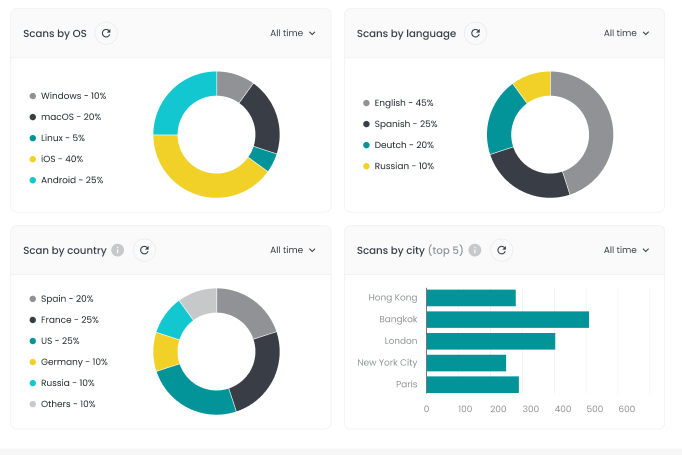 Scans by OS
All time
Windows - 10%
macOS - 20%
Linux - 5%
iOS - 40%
Android - 25%
Scans by language
All time
English - 45%
Spanish - 25%
Deutch - 20%
Russian - 10%
Scan by country
All time
Spain - 20%
France - 25%
US - 25%
Germany - 10%
Russia - 10%
Others - 10%
Scans by city (top 5)
All time
Hong Kong
Bangkok
London
New York City
Paris
0 100 200 300 400 500 600